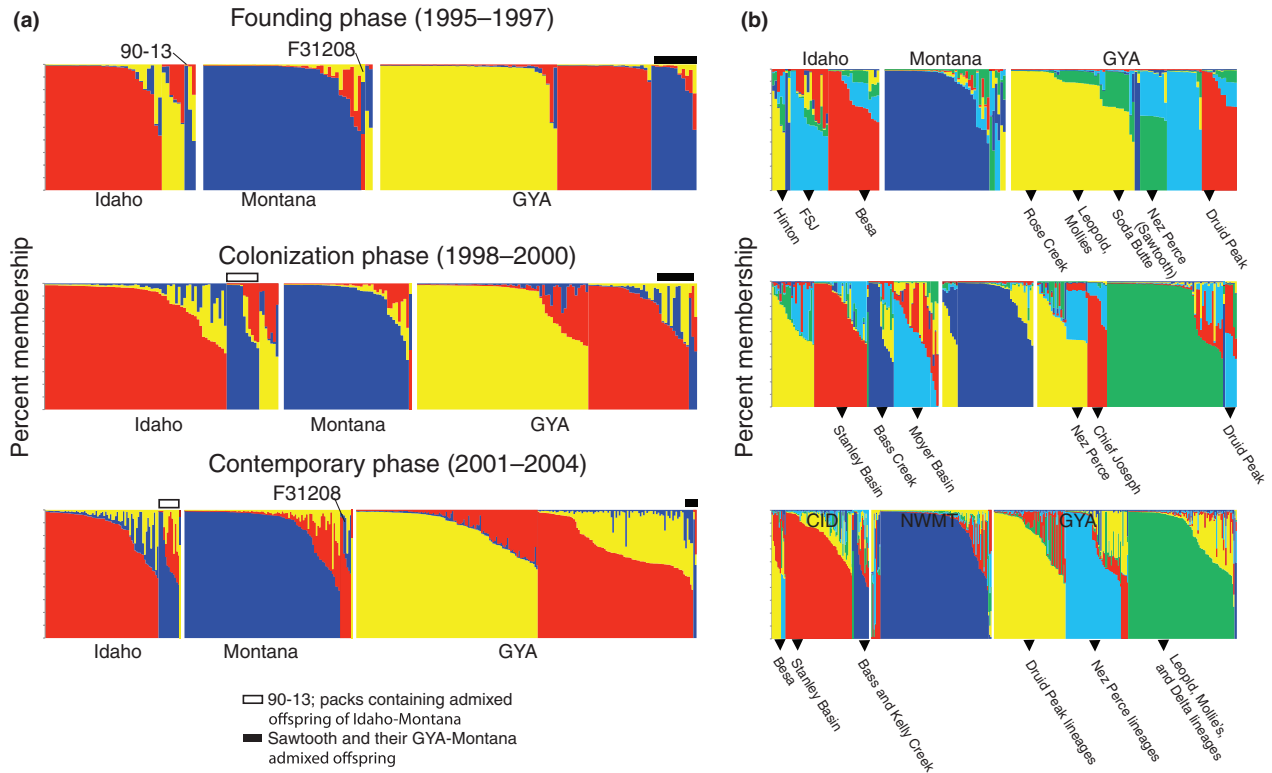 (a)
Founding phase (1995–1997)
90-13
F31208
Idaho
Montana
GYA
Colonization phase (1998–2000)
Idaho
Montana
GYA
Contemporary phase (2001–2004)
F31208
Idaho
Montana
GYA
Percent membership
90-13; packs containing admixed
offspring of Idaho-Montana
Sawtooth and their GYA-Montana
admixed offspring
(b)
Idaho
Montana
GYA
Hinton
FSJ
Besa
Rose Creek
Leopold,
Mollies
Soda Butte
Nez Perce
(Sawtooth)
Druid Peak
Percent membership
Stanley Basin
Bass Creek
Moyer Basin
Nez Perce
Chief Joseph
Druid Peak
CID
NWMT
GYA
Besa
Stanley Basin
Bass and Kelly Creek
Druid Peak lineages
Nez Perce lineages
Leopld, Mollie's,
and Delta lineages